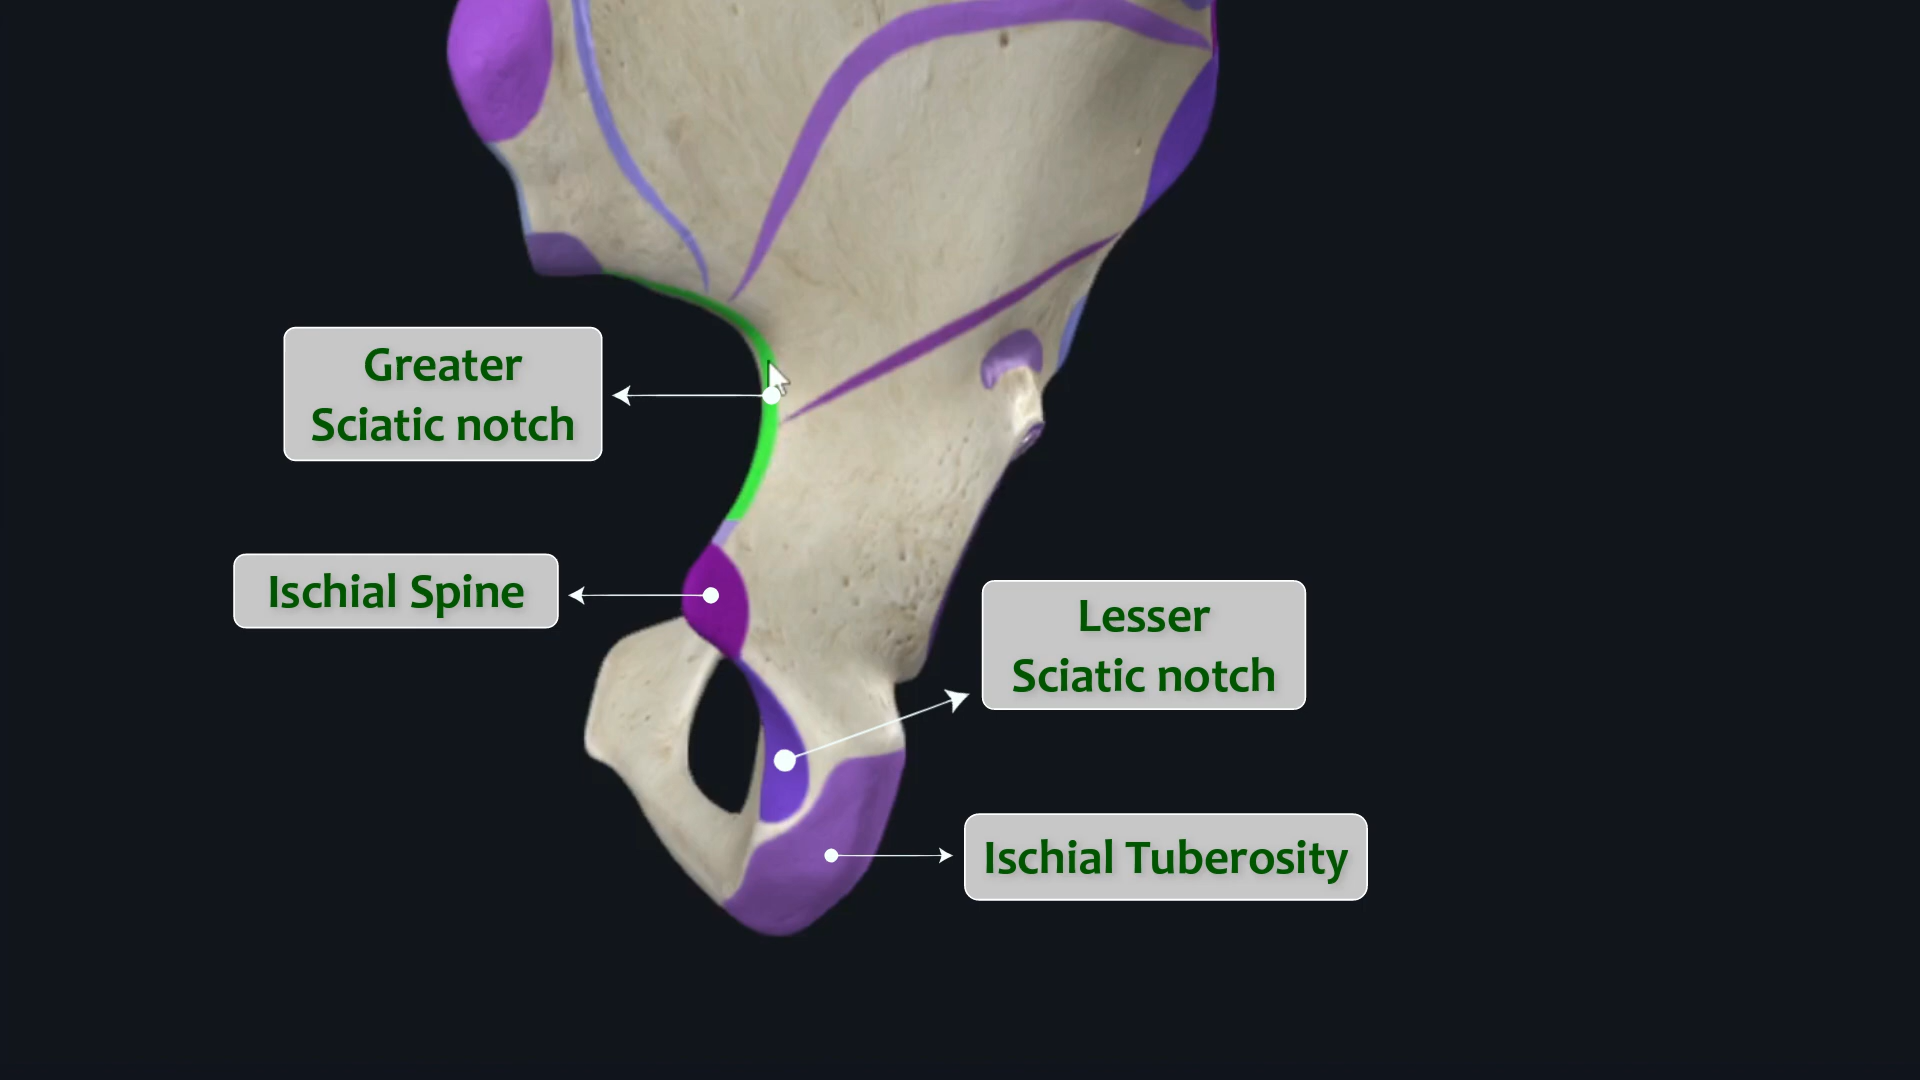 Greater
Sciatic notch
Ischial Spine
Lesser
Sciatic notch
Ischial Tuberosity